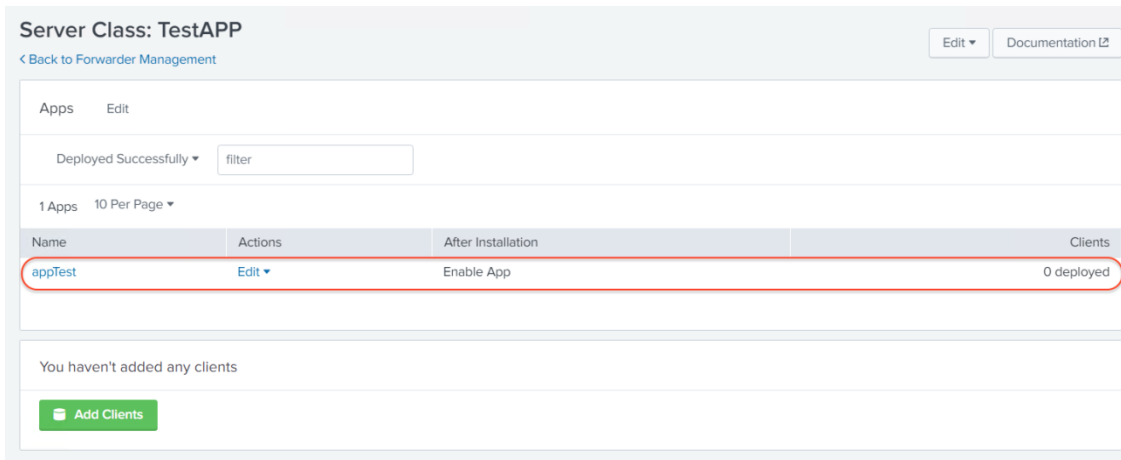 Server Class: TestAPP
Edit Documentation
Back to Forwarder Management
Apps Edit
Deployed Successfully filter
1 Apps 10 Per Page
Name Actions After Installation Clients
appTest Edit Enable App 0 deployed
You haven't added any clients
Add Clients